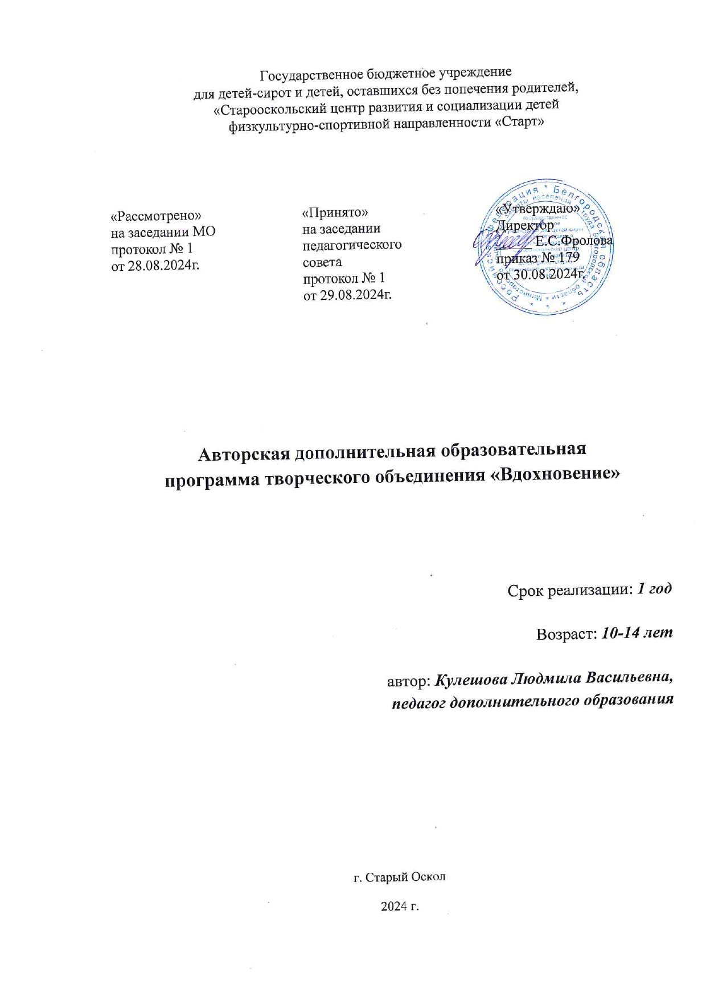 Государственное бюджетное учреждение
для детей-сирот и детей, оставшихся без попечения родителей,
«Старооскольский центр развития и социализации детей
физкультурно-спортивной направленности «Старт»
«Рассмотрено»
на заседании МО
протокол № 1
от 28.08.2024г.
«Принято»
на заседании
педагогического
совета
протокол № 1
от 29.08.2024г.
«Утверждаю»
Директор
Е.С.Фролова
приказ № 179
от 30.08.2024г.
Российская Федерация * Белгородская область
Авторская дополнительная образовательная
программа творческого объединения «Вдохновение»
Срок реализации: 1 год
Возраст: 10-14 лет
автор: Кулешова Людмила Васильевна,
педагог дополнительного образования
г. Старый Оскол
2024 г.